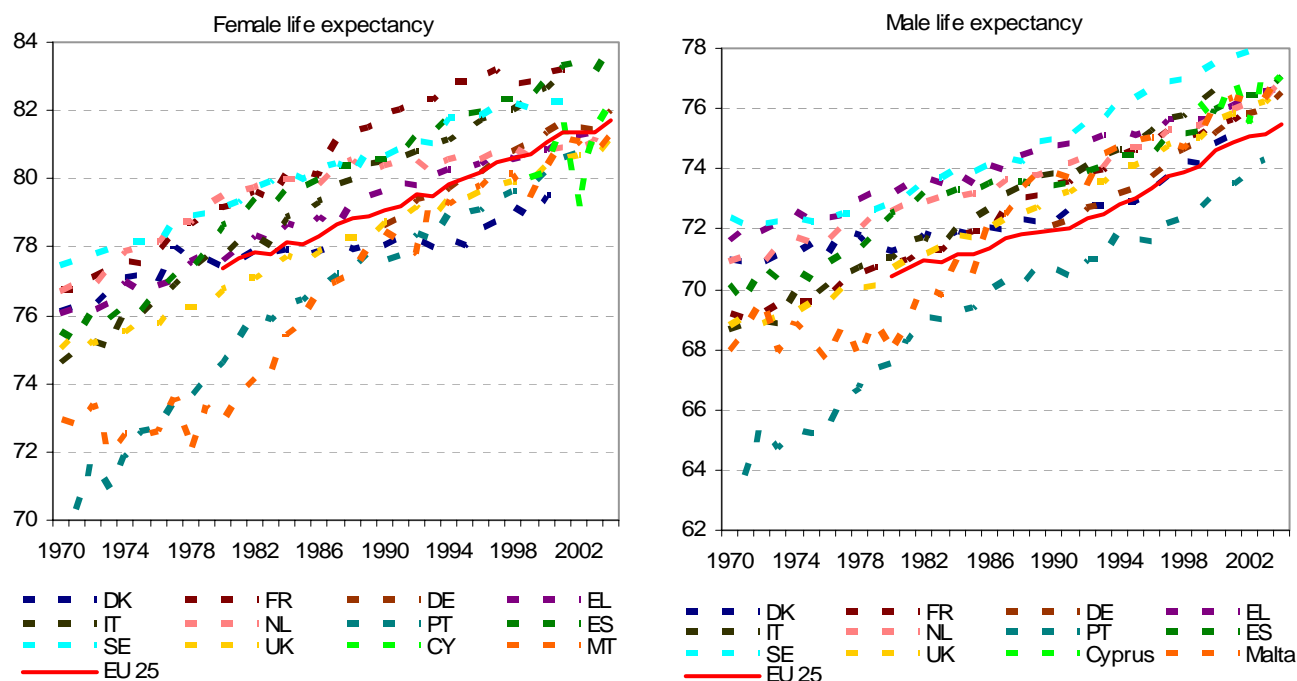 Female life expectancy
84
82
80
78
76
74
72
70
1970 1974 1978 1982 1986 1990 1994 1998 2002
DK FR DE EL
IT NL PT ES
SE UK CY MT
EU 25
Male life expectancy
78
76
74
72
70
68
66
64
62
1970 1974 1978 1982 1986 1990 1994 1998 2002
DK FR DE EL
IT NL PT ES
SE UK Cyprus Malta
EU 25